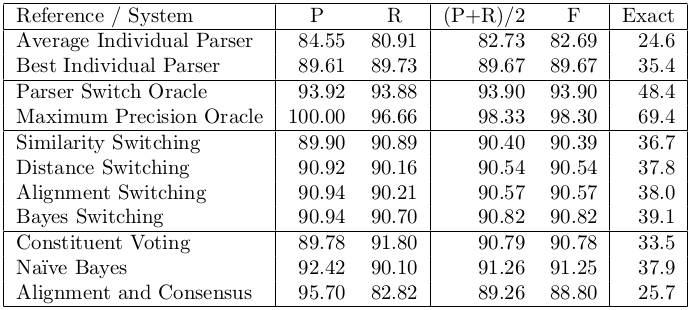 Reference / System P R (P+R)/2 F Exact
Average Individual Parser 84.55 80.91 82.73 82.69 24.6
Best Individual Parser 89.61 89.73 89.67 89.67 35.4
Parser Switch Oracle 93.92 93.88 93.90 93.90 48.4
Maximum Precision Oracle 100.00 96.66 98.33 98.30 69.4
Similarity Switching 89.90 90.89 90.40 90.39 36.7
Distance Switching 90.92 90.16 90.54 90.54 37.8
Alignment Switching 90.94 90.21 90.57 90.57 38.0
Bayes Switching 90.94 90.70 90.82 90.82 39.1
Constituent Voting 89.78 91.80 90.79 90.78 33.5
Naïve Bayes 92.42 90.10 91.26 91.25 37.9
Alignment and Consensus 95.70 82.82 89.26 88.80 25.7